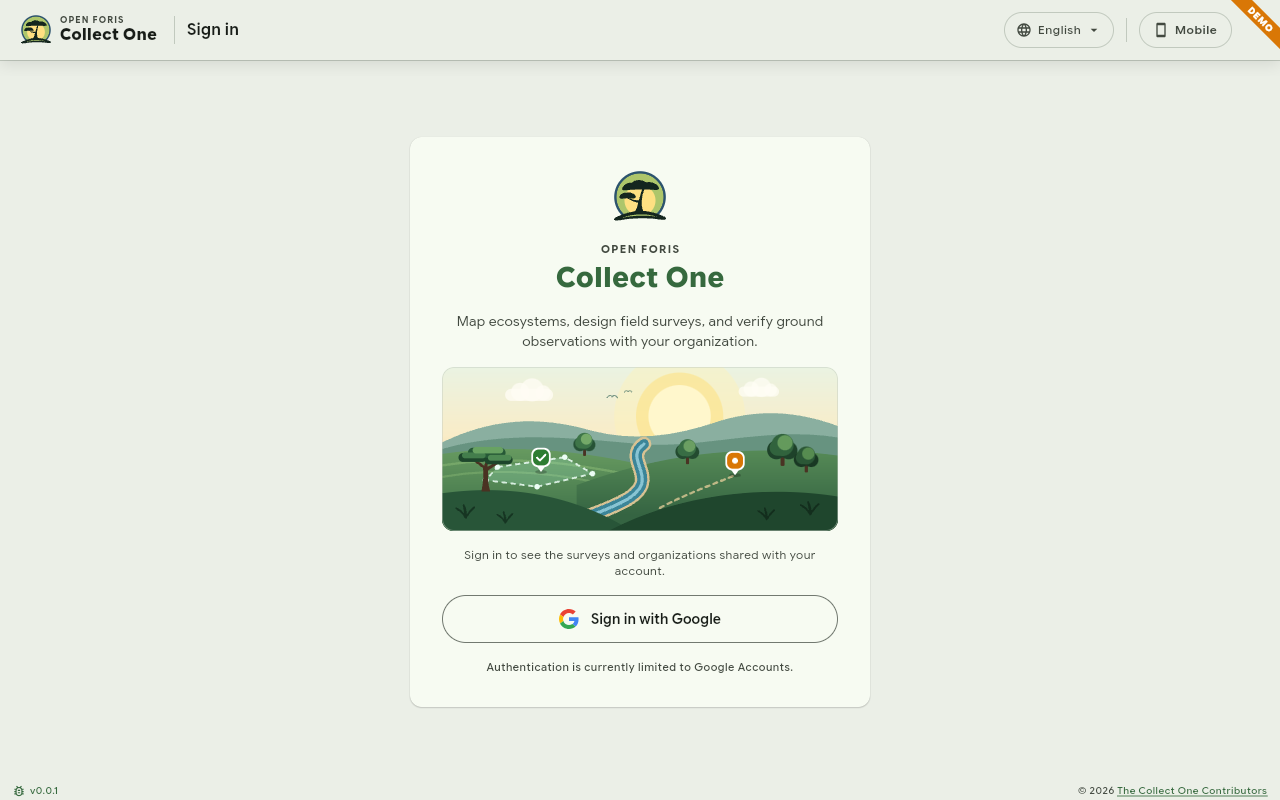 OPEN FORIS
Collect One
Sign in
English
Mobile
DEMO
OPEN FORIS
Collect One
Map ecosystems, design field surveys, and verify ground
observations with your organization.
Sign in to see the surveys and organizations shared with your
account.
Sign in with Google
Authentication is currently limited to Google Accounts.
v0.0.1
© 2026 The Collect One Contributors